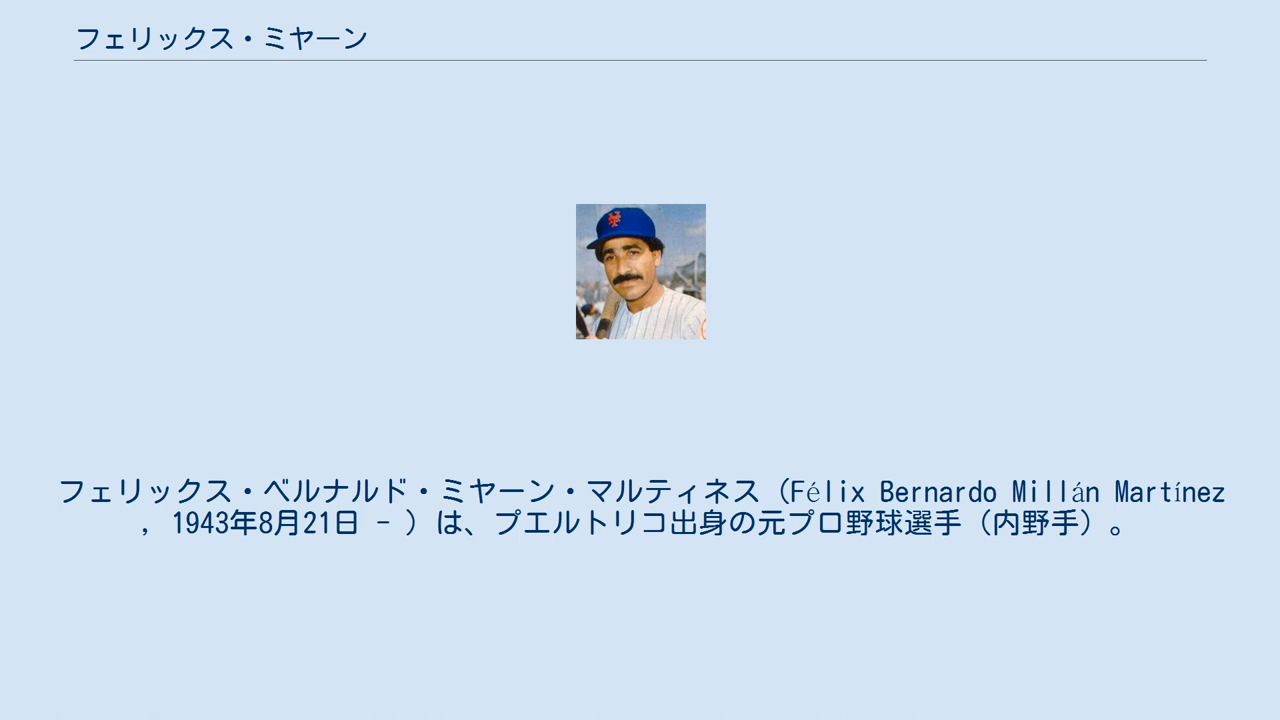 フェリックス・ミヤーン
フェリックス・ベルナルド・ミヤーン・マルティネス（Félix Bernardo Millán Martínez
, 1943年8月21日 - ）は、プエルトリコ出身の元プロ野球選手（内野手）。